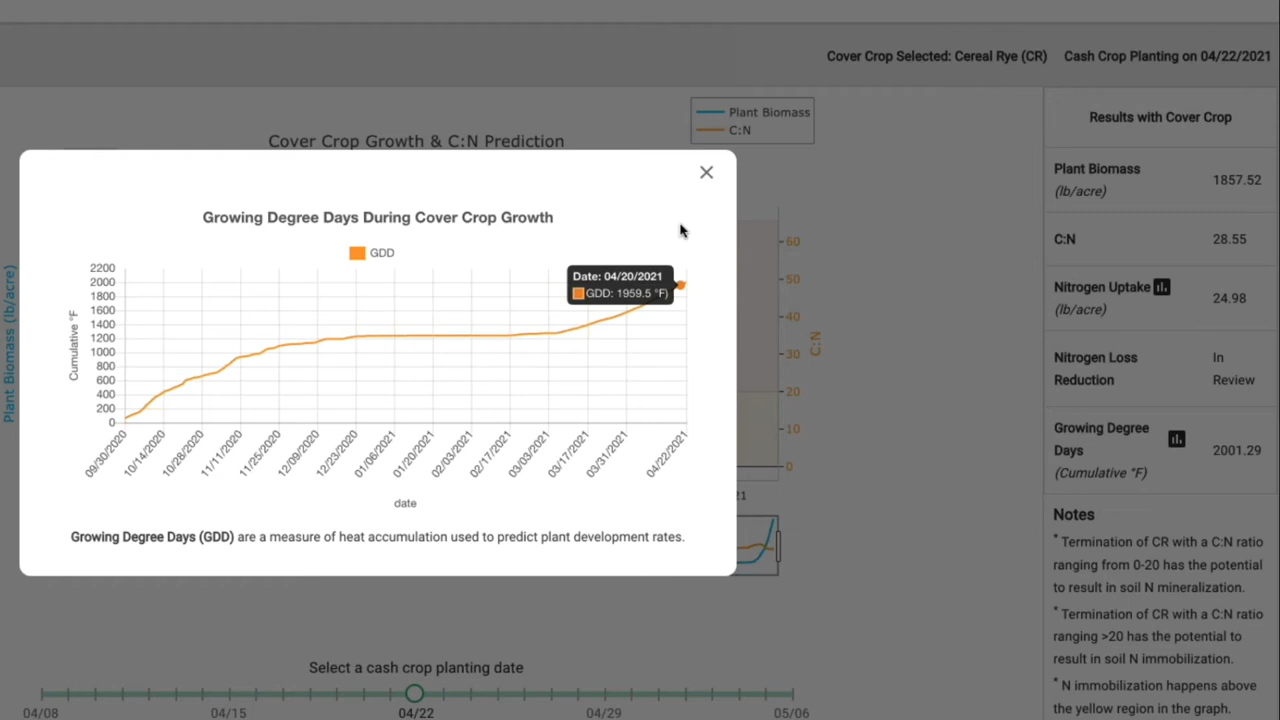 Cover Crop Selected: Cereal Rye (CR)
Cash Crop Planting on 04/22/2021
Plant Biomass
C:N
Cover Crop Growth & C:N Prediction
Growing Degree Days During Cover Crop Growth
GDD
2200
2000
1800
1600
1400
1200
1000
800
600
400
200
0
Cumulative °F
Date: 04/20/2021
GDD: 1959.5 °F)
09/30/2020
10/14/2020
10/28/2020
11/11/2020
11/25/2020
12/09/2020
12/23/2020
01/06/2021
01/20/2021
02/03/2021
02/17/2021
03/03/2021
03/17/2021
03/31/2021
04/22/2021
date
Growing Degree Days (GDD) are a measure of heat accumulation used to predict plant development rates.
Plant Biomass (lb/acre)
60
50
40
30
20
10
0
C:N
21
Select a cash crop planting date
04/08
04/15
04/22
04/29
05/06
Results with Cover Crop
Plant Biomass
(lb/acre)
1857.52
C:N
28.55
Nitrogen Uptake
(lb/acre)
24.98
Nitrogen Loss
Reduction
In
Review
Growing Degree
Days
(Cumulative °F)
2001.29
Notes
* Termination of CR with a C:N ratio
ranging from 0-20 has the potential
to result in soil N mineralization.
* Termination of CR with a C:N ratio
ranging >20 has the potential to
result in soil N immobilization.
* N immobilization happens above
the yellow region in the graph.